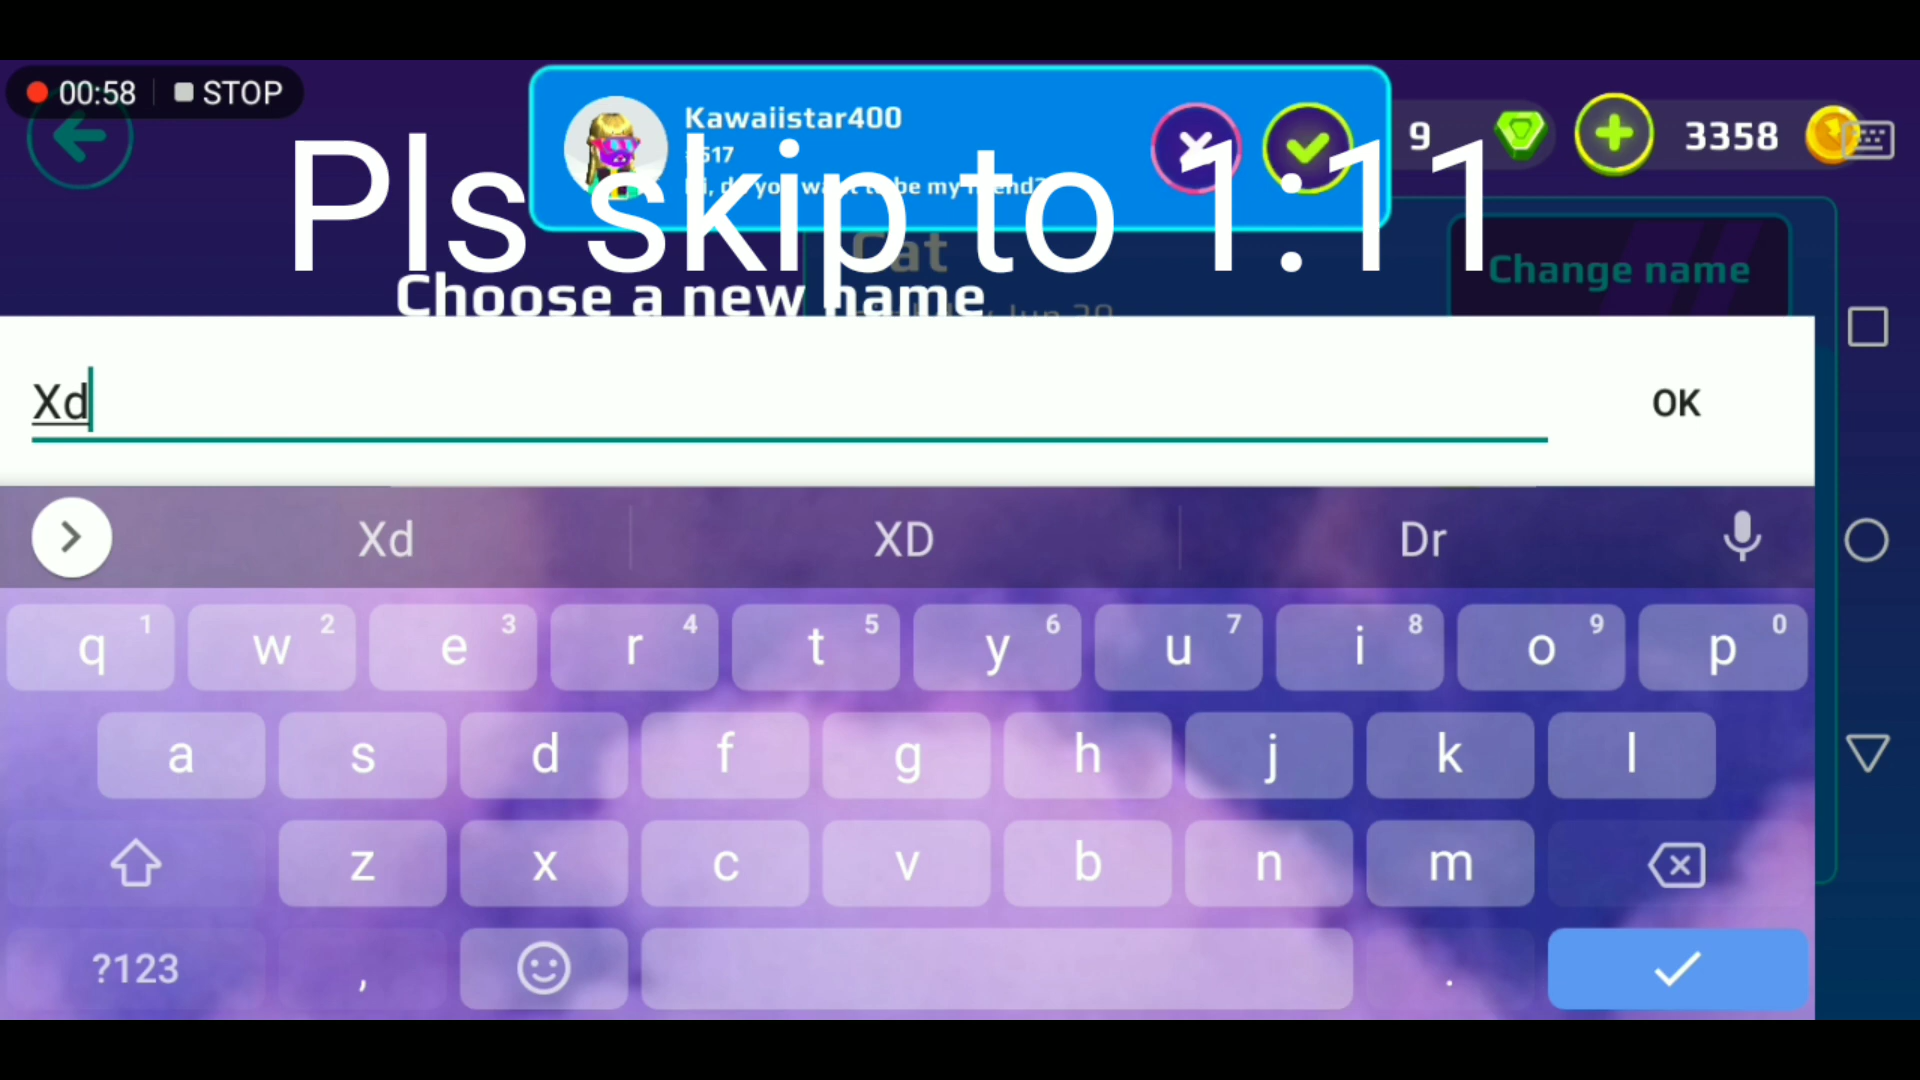 00:58 STOP
Kawaiistar400
9
3358
Pls skip to 1:11
Cat
Change name
Choose a new name
Xd
OK
Xd XD Dr
q 1 w 2 e 3 r 4 t 5 y 6 u 7 i 8 o 9 p 0
a s d f g h j k l
z x c v b n m
?123 , .